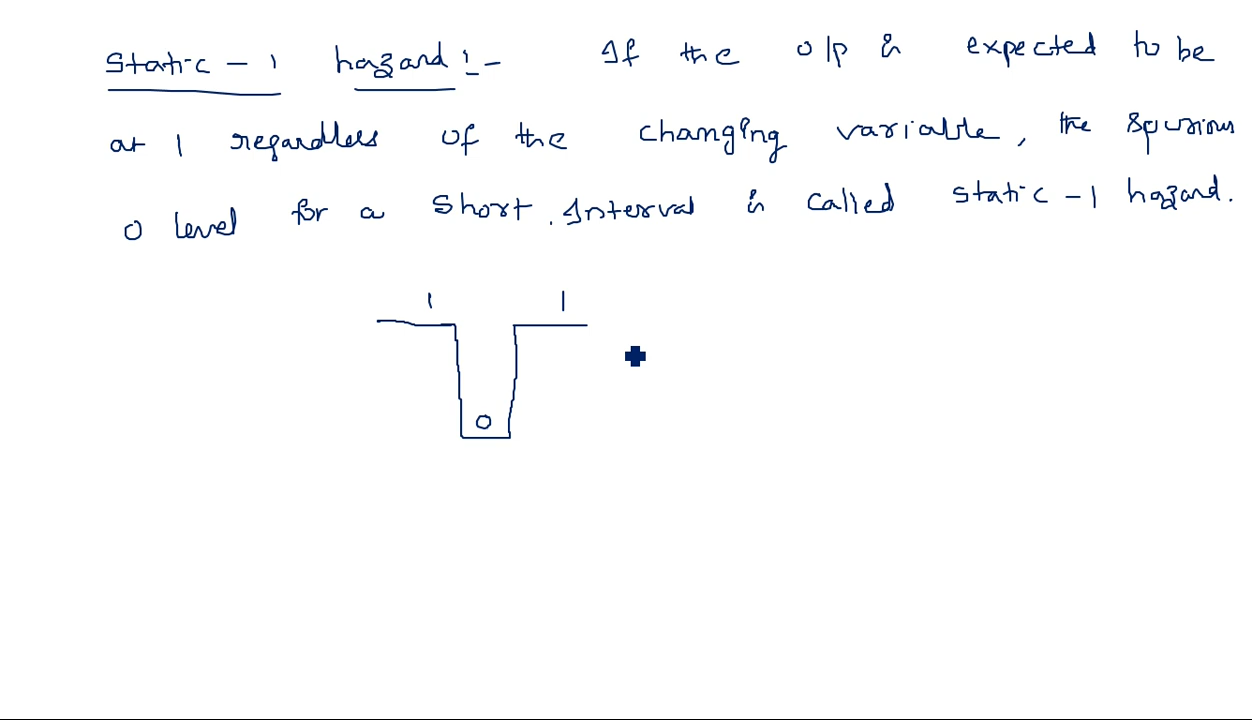 Static - 1 hazard :- If the o/p is expected to be
at 1 regardless of the changing variable, the spurious
0 level for a short. Interval is called static - 1 hazard.
1 1
0